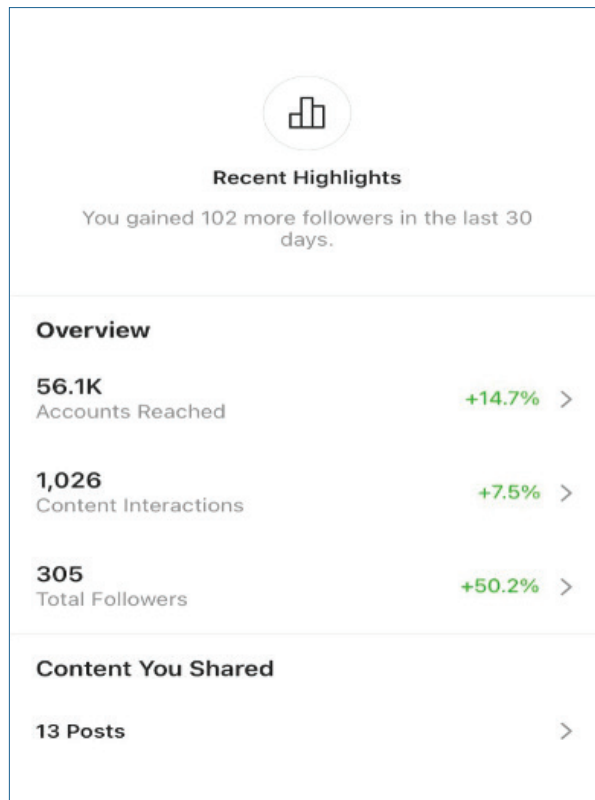 Recent Highlights
You gained 102 more followers in the last 30
days.
Overview
56.1K
+14.7%
Accounts Reached
1,026
+7.5%
Content Interactions
305
+50.2%
Total Followers
Content You Shared
13 Posts